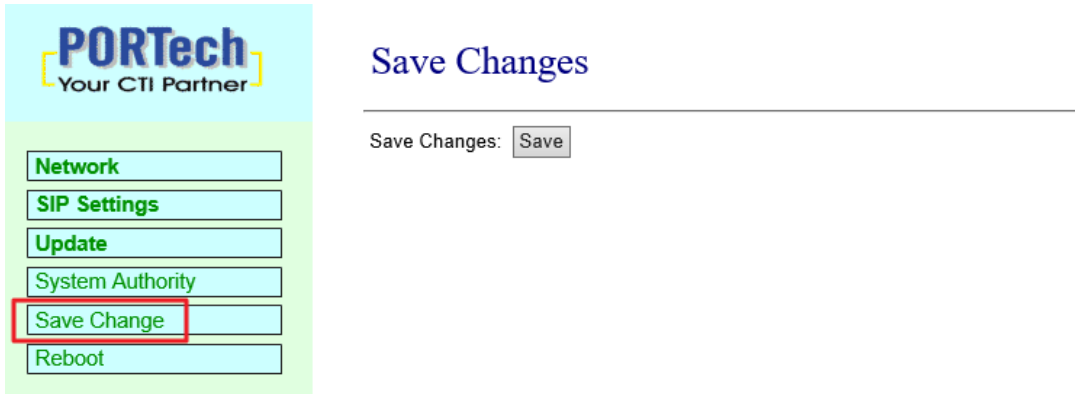 PORTech
Your CTI Partner
Network
SIP Settings
Update
System Authority
Save Change
Reboot
Save Changes
Save Changes: Save